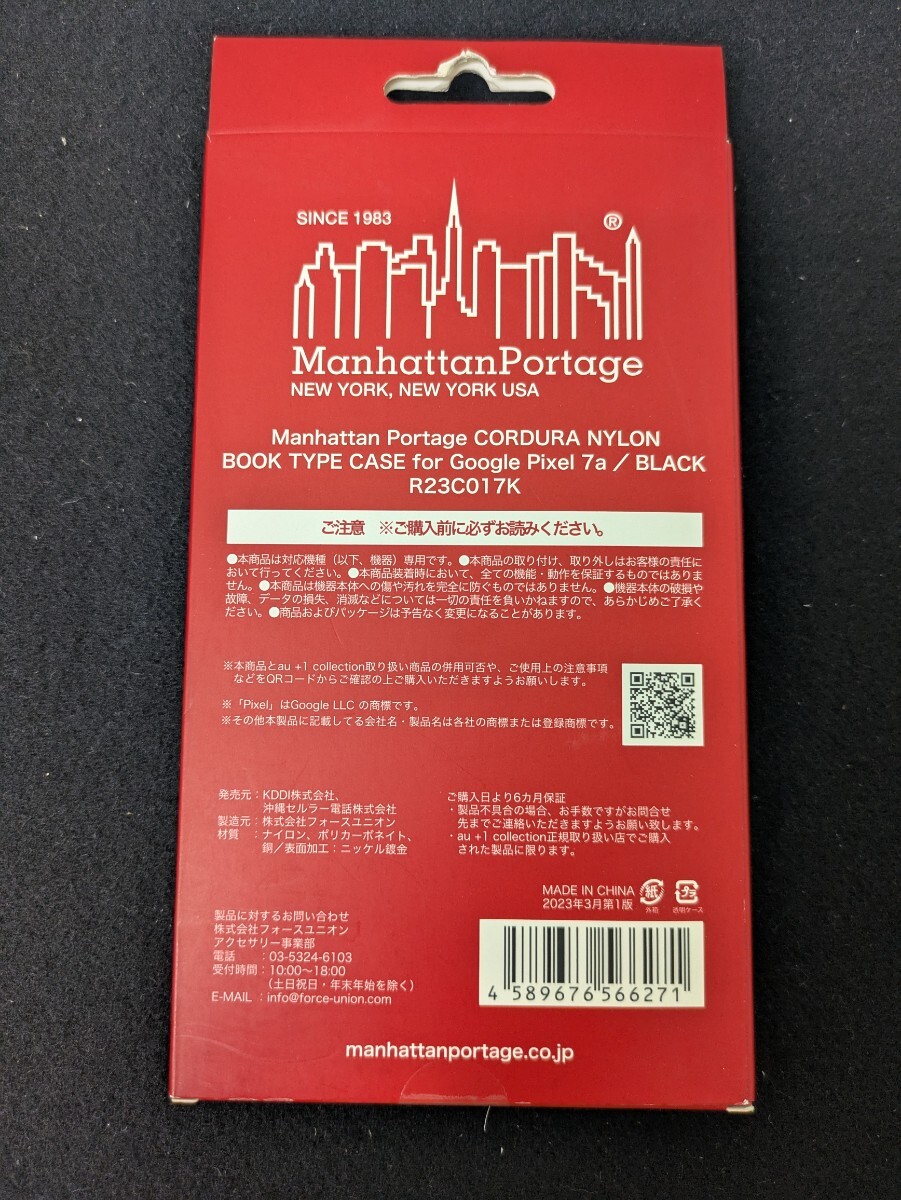 SINCE 1983
®
ManhattanPortage
NEW YORK, NEW YORK USA
Manhattan Portage CORDURA NYLON
BOOK TYPE CASE for Google Pixel 7a / BLACK
R23C017K
ご注意 ※ご購入前に必ずお読みください。
●本商品は対応機種(以下、機器)専用です。●本商品の取り付け、取り外しはお客様の責任に
おいて行ってください。●本商品装着時において、全ての機能・動作を保証するものではありま
せん。●本商品は機器本体への傷や汚れを完全に防ぐものではありません。●機器本体の破損や
故障、データの損失、消滅などについては一切の責任を負いかねますので、あらかじめご了承く
ださい。●商品およびパッケージは予告なく変更になることがあります。
※本商品とau +1 collection取り扱い商品の併用可否や、ご使用上の注意事項
などをQRコードからご確認の上ご購入いただきますようお願いします。
※「Pixel」はGoogle LLC の商標です。
※その他本製品に記載してる会社名・製品名は各社の商標または登録商標です。
発売元:KDDI株式会社、
沖縄セルラー電話株式会社
製造元:株式会社フォースユニオン
材質 :ナイロン、ポリカーボネイト、
銅/表面加工:ニッケル鍍金
ご購入日より6カ月保証
・製品不具合の場合、お手数ですがお問合せ
先までご連絡いただきますようお願い致します。
・au +1 collection正規取り扱い店でご購入
された製品に限ります。
MADE IN CHINA
2023年3月第1版
紙
外箱
プラ
透明ケース
製品に対するお問い合わせ
株式会社フォースユニオン
アクセサリー事業部
電話 :03-5324-6103
受付時間:10:00〜18:00
(土日祝日・年末年始を除く)
E-MAIL :info@force-union.com
4 589676 566271
manhattanportage.co.jp